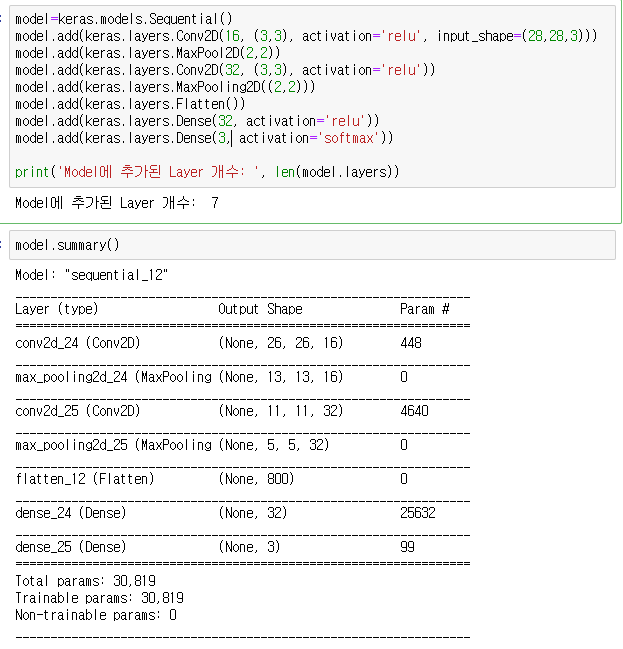 model=keras.models.Sequential()
model.add(keras.layers.Conv2D(16, (3,3), activation='relu', input_shape=(28,28,3)))
model.add(keras.layers.MaxPool2D(2,2))
model.add(keras.layers.Conv2D(32, (3,3), activation='relu'))
model.add(keras.layers.MaxPooling2D((2,2)))
model.add(keras.layers.Flatten())
model.add(keras.layers.Dense(32, activation='relu'))
model.add(keras.layers.Dense(3, activation='softmax'))
print('Model에 추가된 Layer 개수: ', len(model.layers))
Model에 추가된 Layer 개수:  7
model.summary()
Model: "sequential_12"
_________________________________________________________________
Layer (type)                 Output Shape              Param #
=================================================================
conv2d_24 (Conv2D)           (None, 26, 26, 16)        448
_________________________________________________________________
max_pooling2d_24 (MaxPooling (None, 13, 13, 16)        0
_________________________________________________________________
conv2d_25 (Conv2D)           (None, 11, 11, 32)        4640
_________________________________________________________________
max_pooling2d_25 (MaxPooling (None, 5, 5, 32)          0
_________________________________________________________________
flatten_12 (Flatten)         (None, 800)               0
_________________________________________________________________
dense_24 (Dense)             (None, 32)                25632
_________________________________________________________________
dense_25 (Dense)             (None, 3)                 99
=================================================================
Total params: 30,819
Trainable params: 30,819
Non-trainable params: 0
_________________________________________________________________